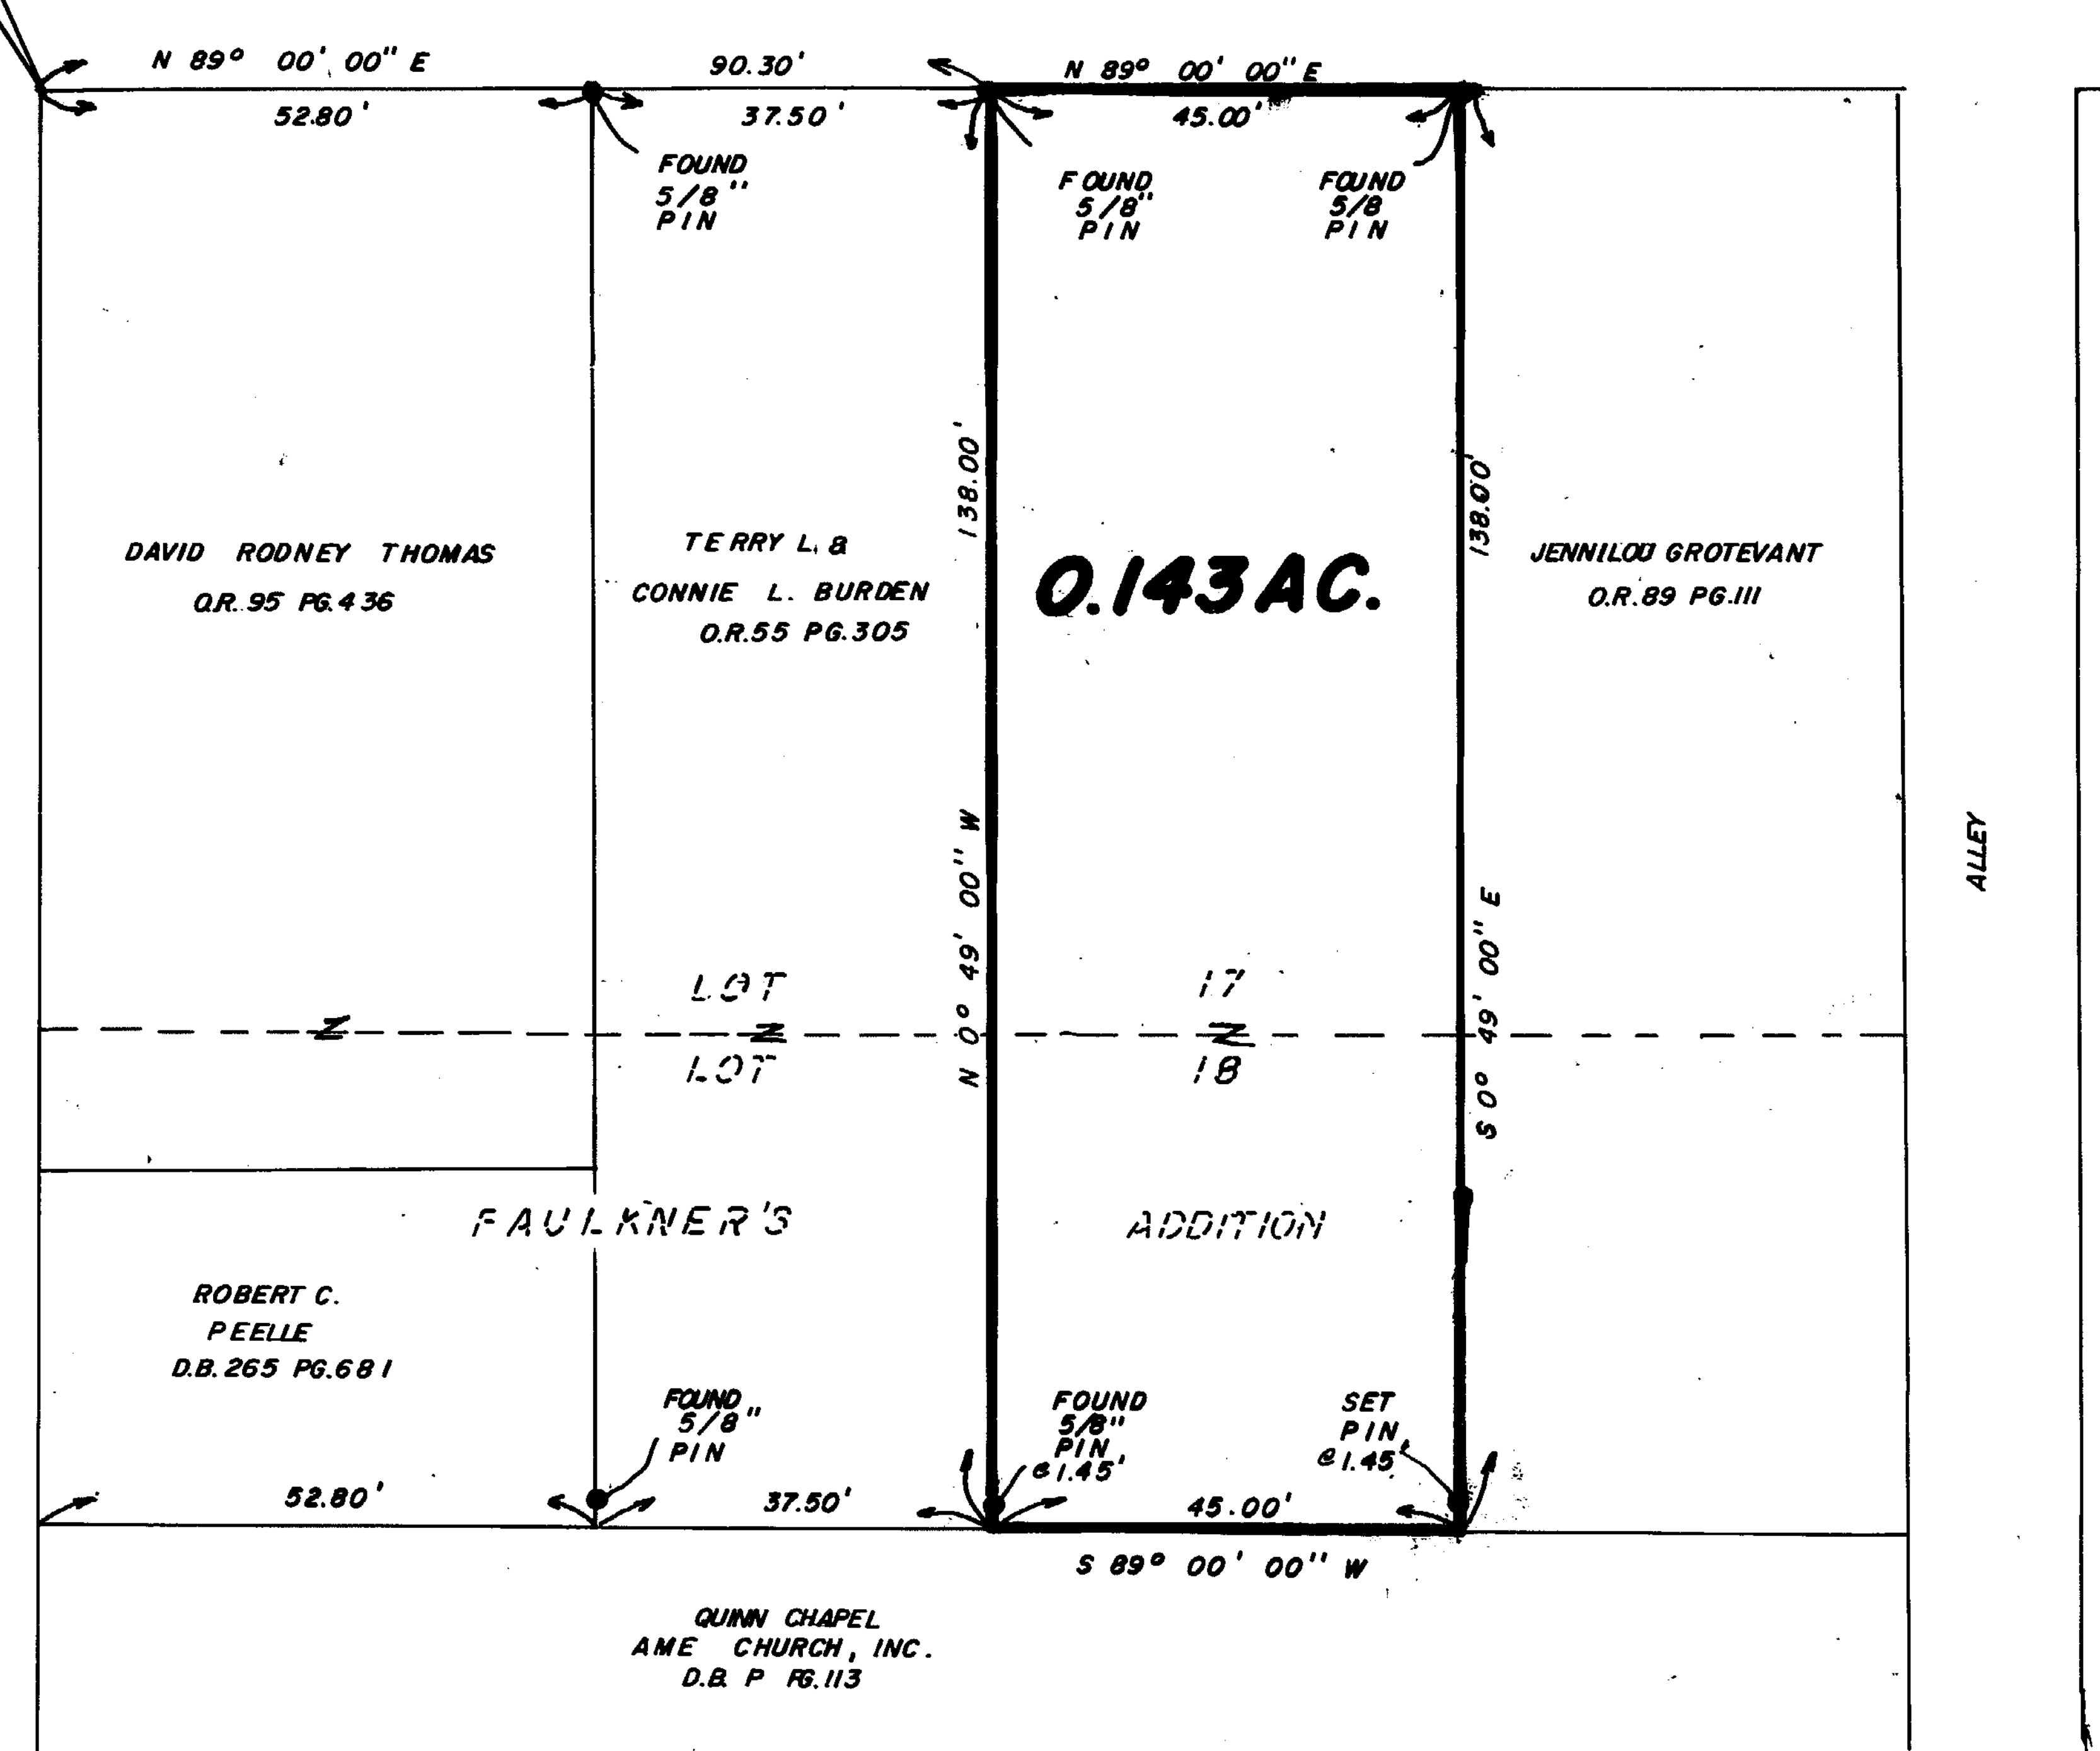 N 89° 00' 00" E
90.30'
N 89° 00' 00" E
52.80'
37.50'
45.00'
FOUND
5/8"
PIN
FOUND
5/8"
PIN
FOUND
5/8
PIN
138.00'
138.00'
DAVID RODNEY THOMAS
O.R. 95 PG. 436
TERRY L. &
CONNIE L. BURDEN
O.R. 55 PG. 305
0.143 AC.
JENNILOU GROTEVANT
O.R. 89 PG. 111
ALLEY
N 0° 49' 00" W
S 0° 49' 00" E
LOT 17
LOT 18
FAULKNER'S ADDITION
ROBERT C.
PEELLE
D.B. 265 PG. 681
FOUND
5/8"
PIN
FOUND
5/8"
PIN
@ 1.45'
SET
PIN
@ 1.45'
52.80'
37.50'
45.00'
S 89° 00' 00" W
QUINN CHAPEL
AME CHURCH, INC.
D.B. P PG. 113